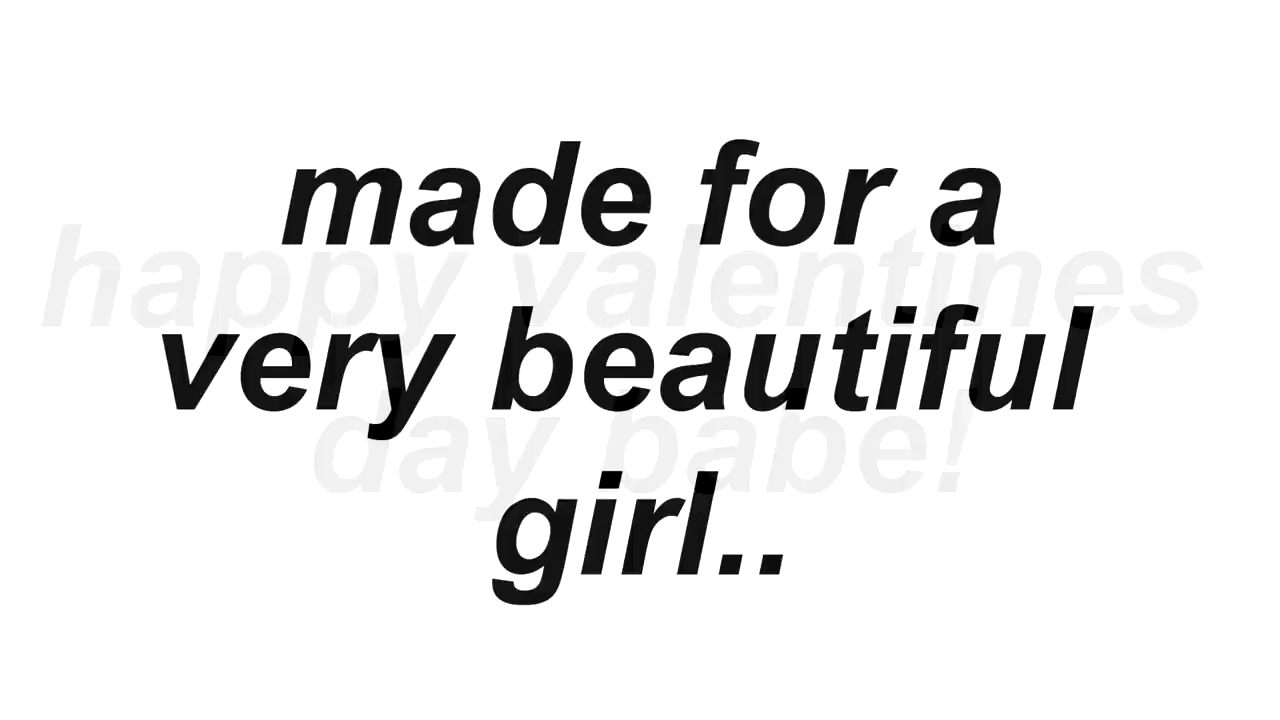 made for a
happy valentines
very beautiful
day babe!
girl..